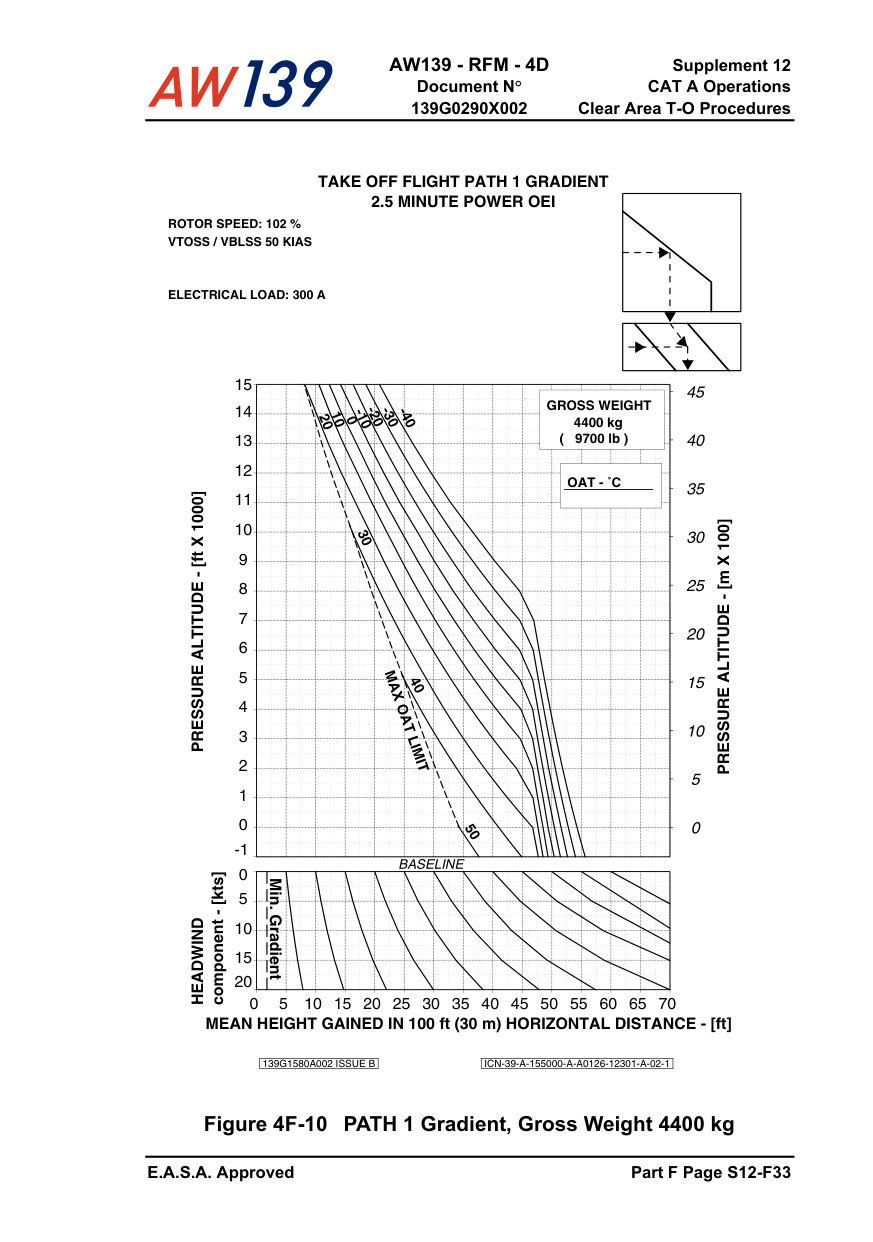 AW139
AW139 - RFM - 4D
Document N°
139G0290X002
Supplement 12
CAT A Operations
Clear Area T-O Procedures
TAKE OFF FLIGHT PATH 1 GRADIENT
2.5 MINUTE POWER OEI
ROTOR SPEED: 102 %
VTOSS / VBLSS 50 KIAS
ELECTRICAL LOAD: 300 A
GROSS WEIGHT
4400 kg
( 9700 lb )
OAT - °C
PRESSURE ALTITUDE - [ft X 1000]
15
14
13
12
11
10
9
8
7
6
5
4
3
2
1
0
-1
20
10
0
-10
-20
-30
-40
30
40
50
MAX OAT LIMIT
45
40
35
30
25
20
15
10
5
0
PRESSURE ALTITUDE - [m X 100]
BASELINE
HEADWIND
component - [kts]
0
5
10
15
20
Min. Gradient
0 5 10 15 20 25 30 35 40 45 50 55 60 65 70
MEAN HEIGHT GAINED IN 100 ft (30 m) HORIZONTAL DISTANCE - [ft]
139G1580A002 ISSUE B
ICN-39-A-155000-A-A0126-12301-A-02-1
Figure 4F-10 PATH 1 Gradient, Gross Weight 4400 kg
E.A.S.A. Approved
Part F Page S12-F33